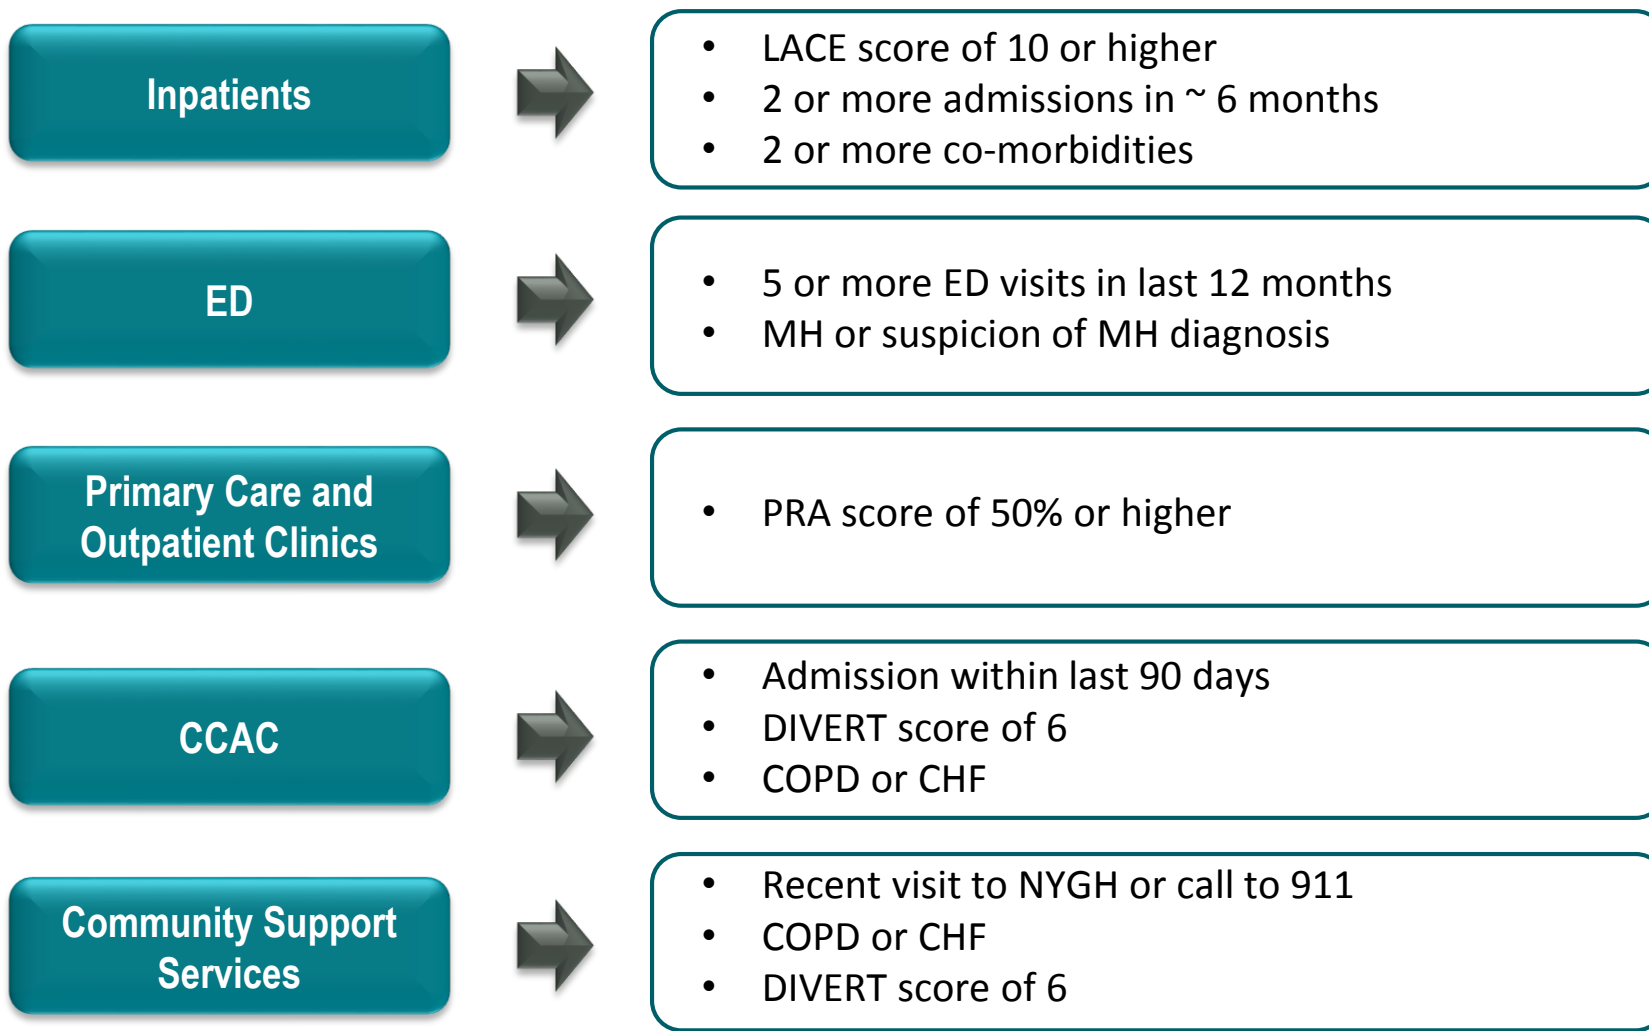 Inpatients
• LACE score of 10 or higher
• 2 or more admissions in ~ 6 months
• 2 or more co-morbidities
ED
• 5 or more ED visits in last 12 months
• MH or suspicion of MH diagnosis
Primary Care and
Outpatient Clinics
• PRA score of 50% or higher
CCAC
• Admission within last 90 days
• DIVERT score of 6
• COPD or CHF
Community Support
Services
• Recent visit to NYGH or call to 911
• COPD or CHF
• DIVERT score of 6